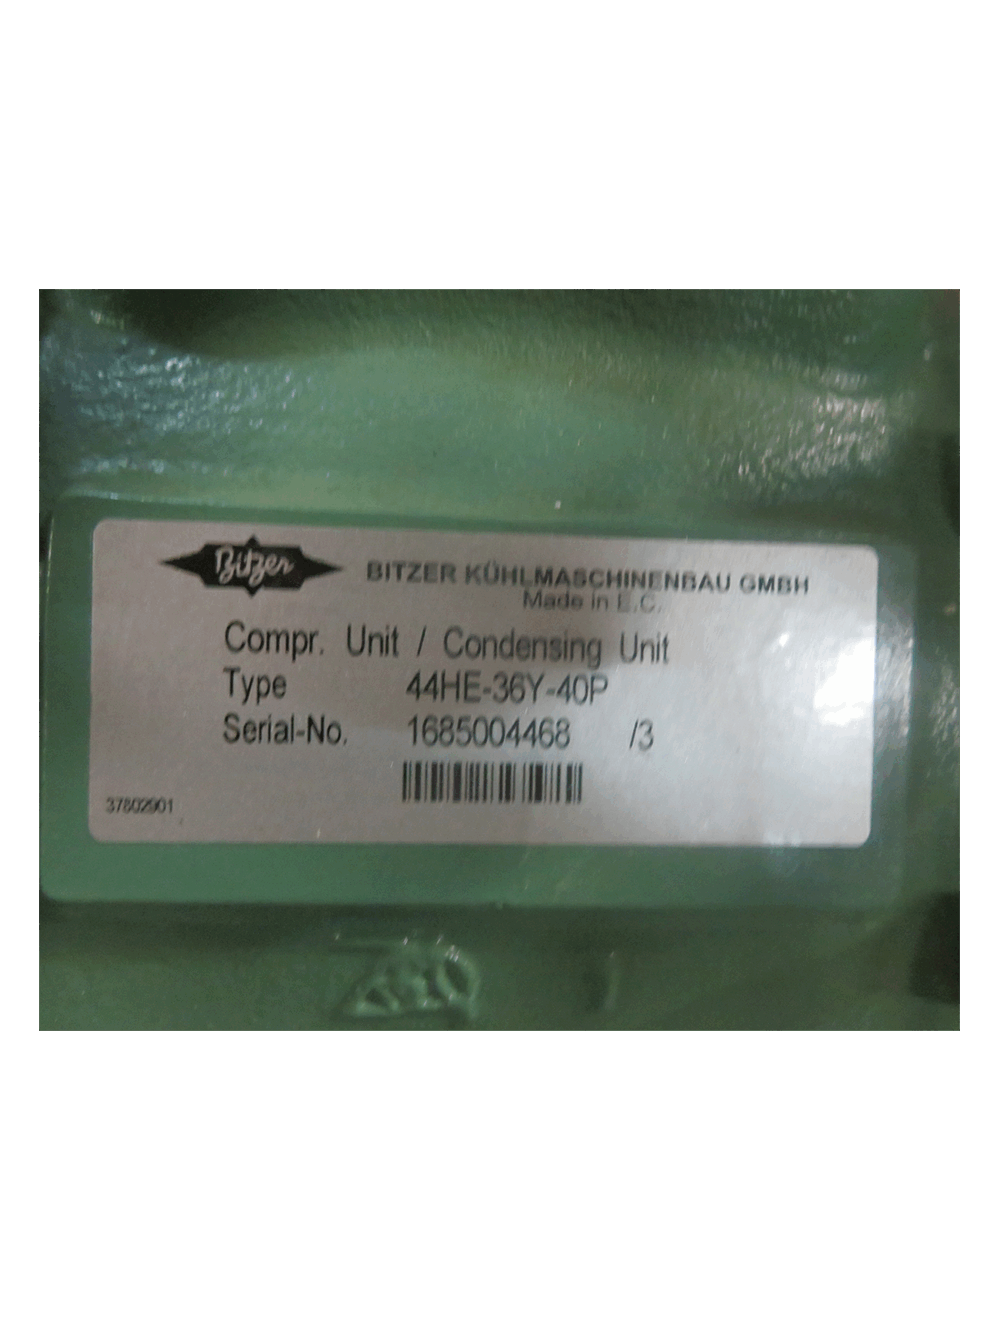 Bitzer
BITZER KÜHLMASCHINENBAU GMBH
Made in E.C.
Compr. Unit / Condensing Unit
Type 44HE-36Y-40P
Serial-No. 1685004468 /3
37802901